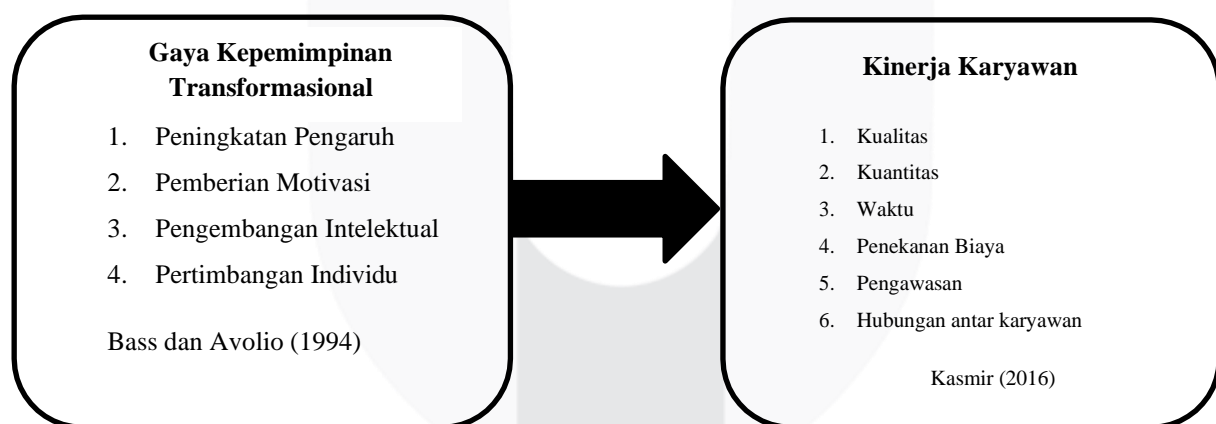 Gaya Kepemimpinan
Transformasional
1. Peningkatan Pengaruh
2. Pemberian Motivasi
3. Pengembangan Intelektual
4. Pertimbangan Individu
Bass dan Avolio (1994)
Kinerja Karyawan
1. Kualitas
2. Kuantitas
3. Waktu
4. Penekanan Biaya
5. Pengawasan
6. Hubungan antar karyawan
Kasmir (2016)